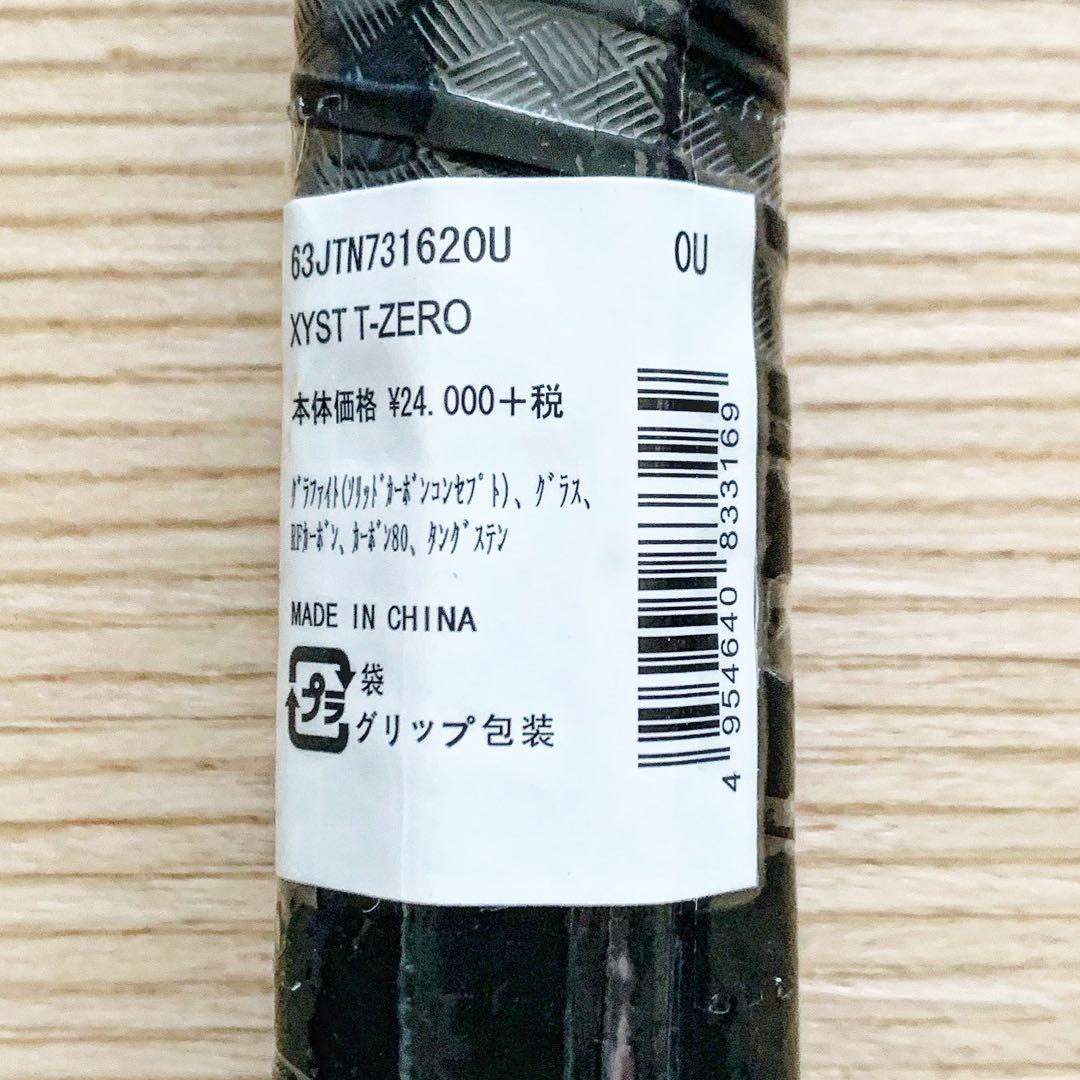 63JTN731620U 0U
XYST T-ZERO
本体価格 ¥24.000+税
ｸﾞﾗﾌｧｲﾄ(ｿﾘｯﾄﾞｶｰﾎﾞﾝｺﾝｾﾌﾟﾄ)、ｸﾞﾗｽ、
RFｶｰﾎﾞﾝ、ｶｰﾎﾞﾝ80、ﾀﾝｸﾞｽﾃﾝ
MADE IN CHINA
プラ 袋
グリップ包装
4 954640 833169